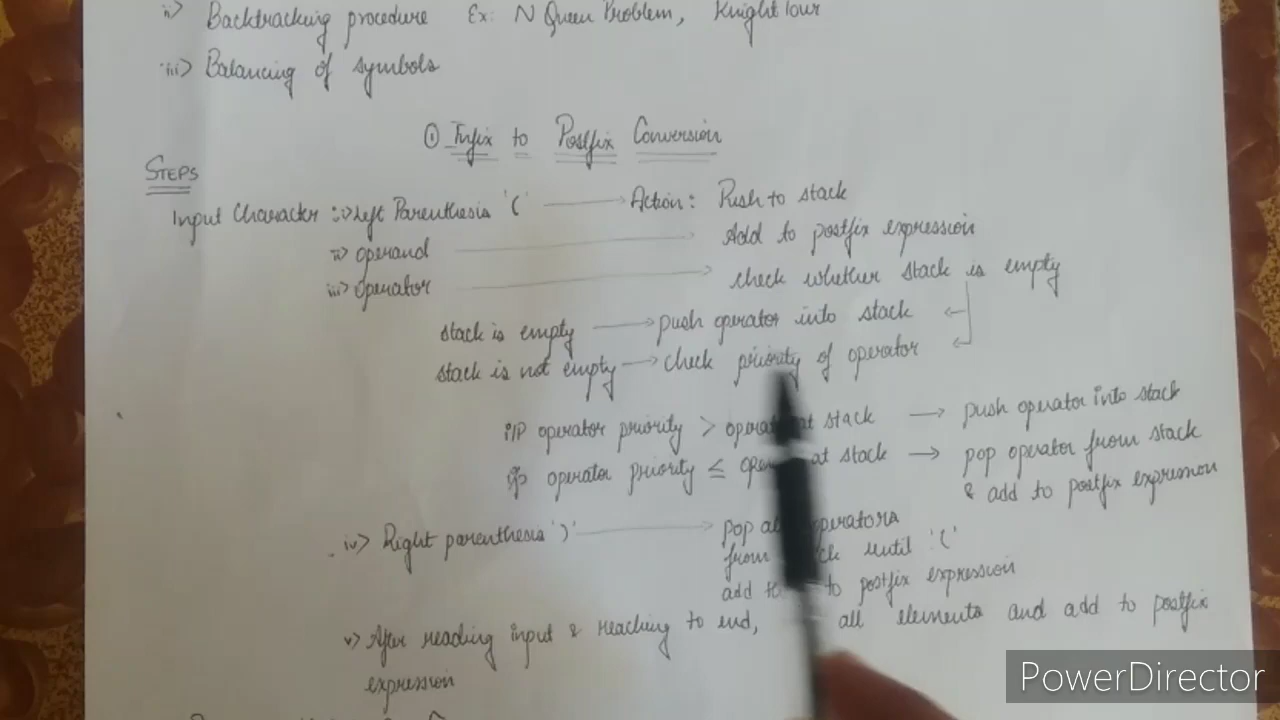 ii> Backtracking procedure Ex: N Queen Problem, Knight Tour
iii> Balancing of symbols
① Infix to Postfix Conversion
STEPS
Input Character :i> Left Parenthesis '(' → Action: Push to stack
ii> operand → Add to postfix expression
iii> operator → check whether stack is empty
stack is empty → push operator into stack ←
stack is not empty → check priority of operator ←
i/P operator priority > at stack → push operator into stack
i/p operator priority ≤ at stack → pop operator from stack
& add to postfix expression
iv> Right parenthesis ')' → pop operators
from until '('
add to postfix expression
v> After reading input & reaching to end, all elements and add to postfix
expression
PowerDirector